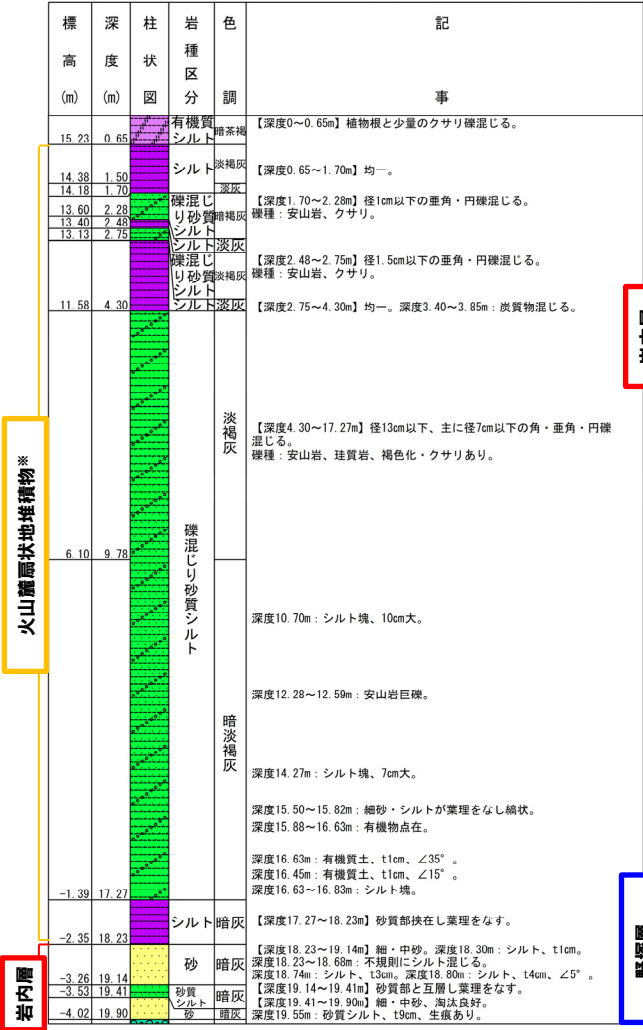 標高(m) 深度(m) 柱状図 岩種区分 色調 記事
15.23 0.65 有機質シルト 暗茶褐 【深度0～0.65m】植物根と少量のクサリ礫混じる。
14.38 1.50 シルト 淡褐灰 【深度0.65～1.70m】均一。
14.18 1.70 淡灰
13.60 2.28 礫混じり砂質シルト 暗褐灰 【深度1.70～2.28m】径1cm以下の亜角・円礫混じる。
礫種：安山岩、クサリ。
13.40 2.48 シルト 淡灰
13.13 2.75 礫混じり砂質シルト 淡褐灰 【深度2.48～2.75m】径1.5cm以下の亜角・円礫混じる。
礫種：安山岩、クサリ。
11.58 4.30 シルト 淡灰 【深度2.75～4.30m】均一。深度3.40～3.85m：炭質物混じる。
6.10 9.78 礫混じり砂質シルト 淡褐灰 【深度4.30～17.27m】径13cm以下、主に径7cm以下の角・亜角・円礫
混じる。
礫種：安山岩、珪質岩、褐色化・クサリあり。
火山麓扇状地堆積物※
暗淡褐灰
深度10.70m：シルト塊、10cm大。
深度12.28～12.59m：安山岩巨礫。
深度14.27m：シルト塊、7cm大。
深度15.50～15.82m：細砂・シルトが葉理をなし縞状。
深度15.88～16.63m：有機物点在。
深度16.63m：有機質土、t1cm、∠35°。
深度16.45m：有機質土、t1cm、∠15°。
深度16.63～16.83m：シルト塊。
-1.39 17.27
-2.35 18.23 シルト 暗灰 【深度17.27～18.23m】砂質部挟在し葉理をなす。
岩内層
-3.26 19.14 砂 暗灰 【深度18.23～19.14m】細・中砂。深度18.30m：シルト、t1cm。
深度18.23～18.68m：不規則にシルト混じる。
深度18.74m：シルト、t3cm。深度18.80m：シルト、t4cm、∠5°。
-3.53 19.41 砂質シルト 暗灰 【深度19.14～19.41m】砂質部と互層し葉理をなす。
-4.02 19.90 砂 暗灰 【深度19.41～19.90m】細・中砂、淘汰良好。
深度19.55m：砂質シルト、t9cm、生痕あり。